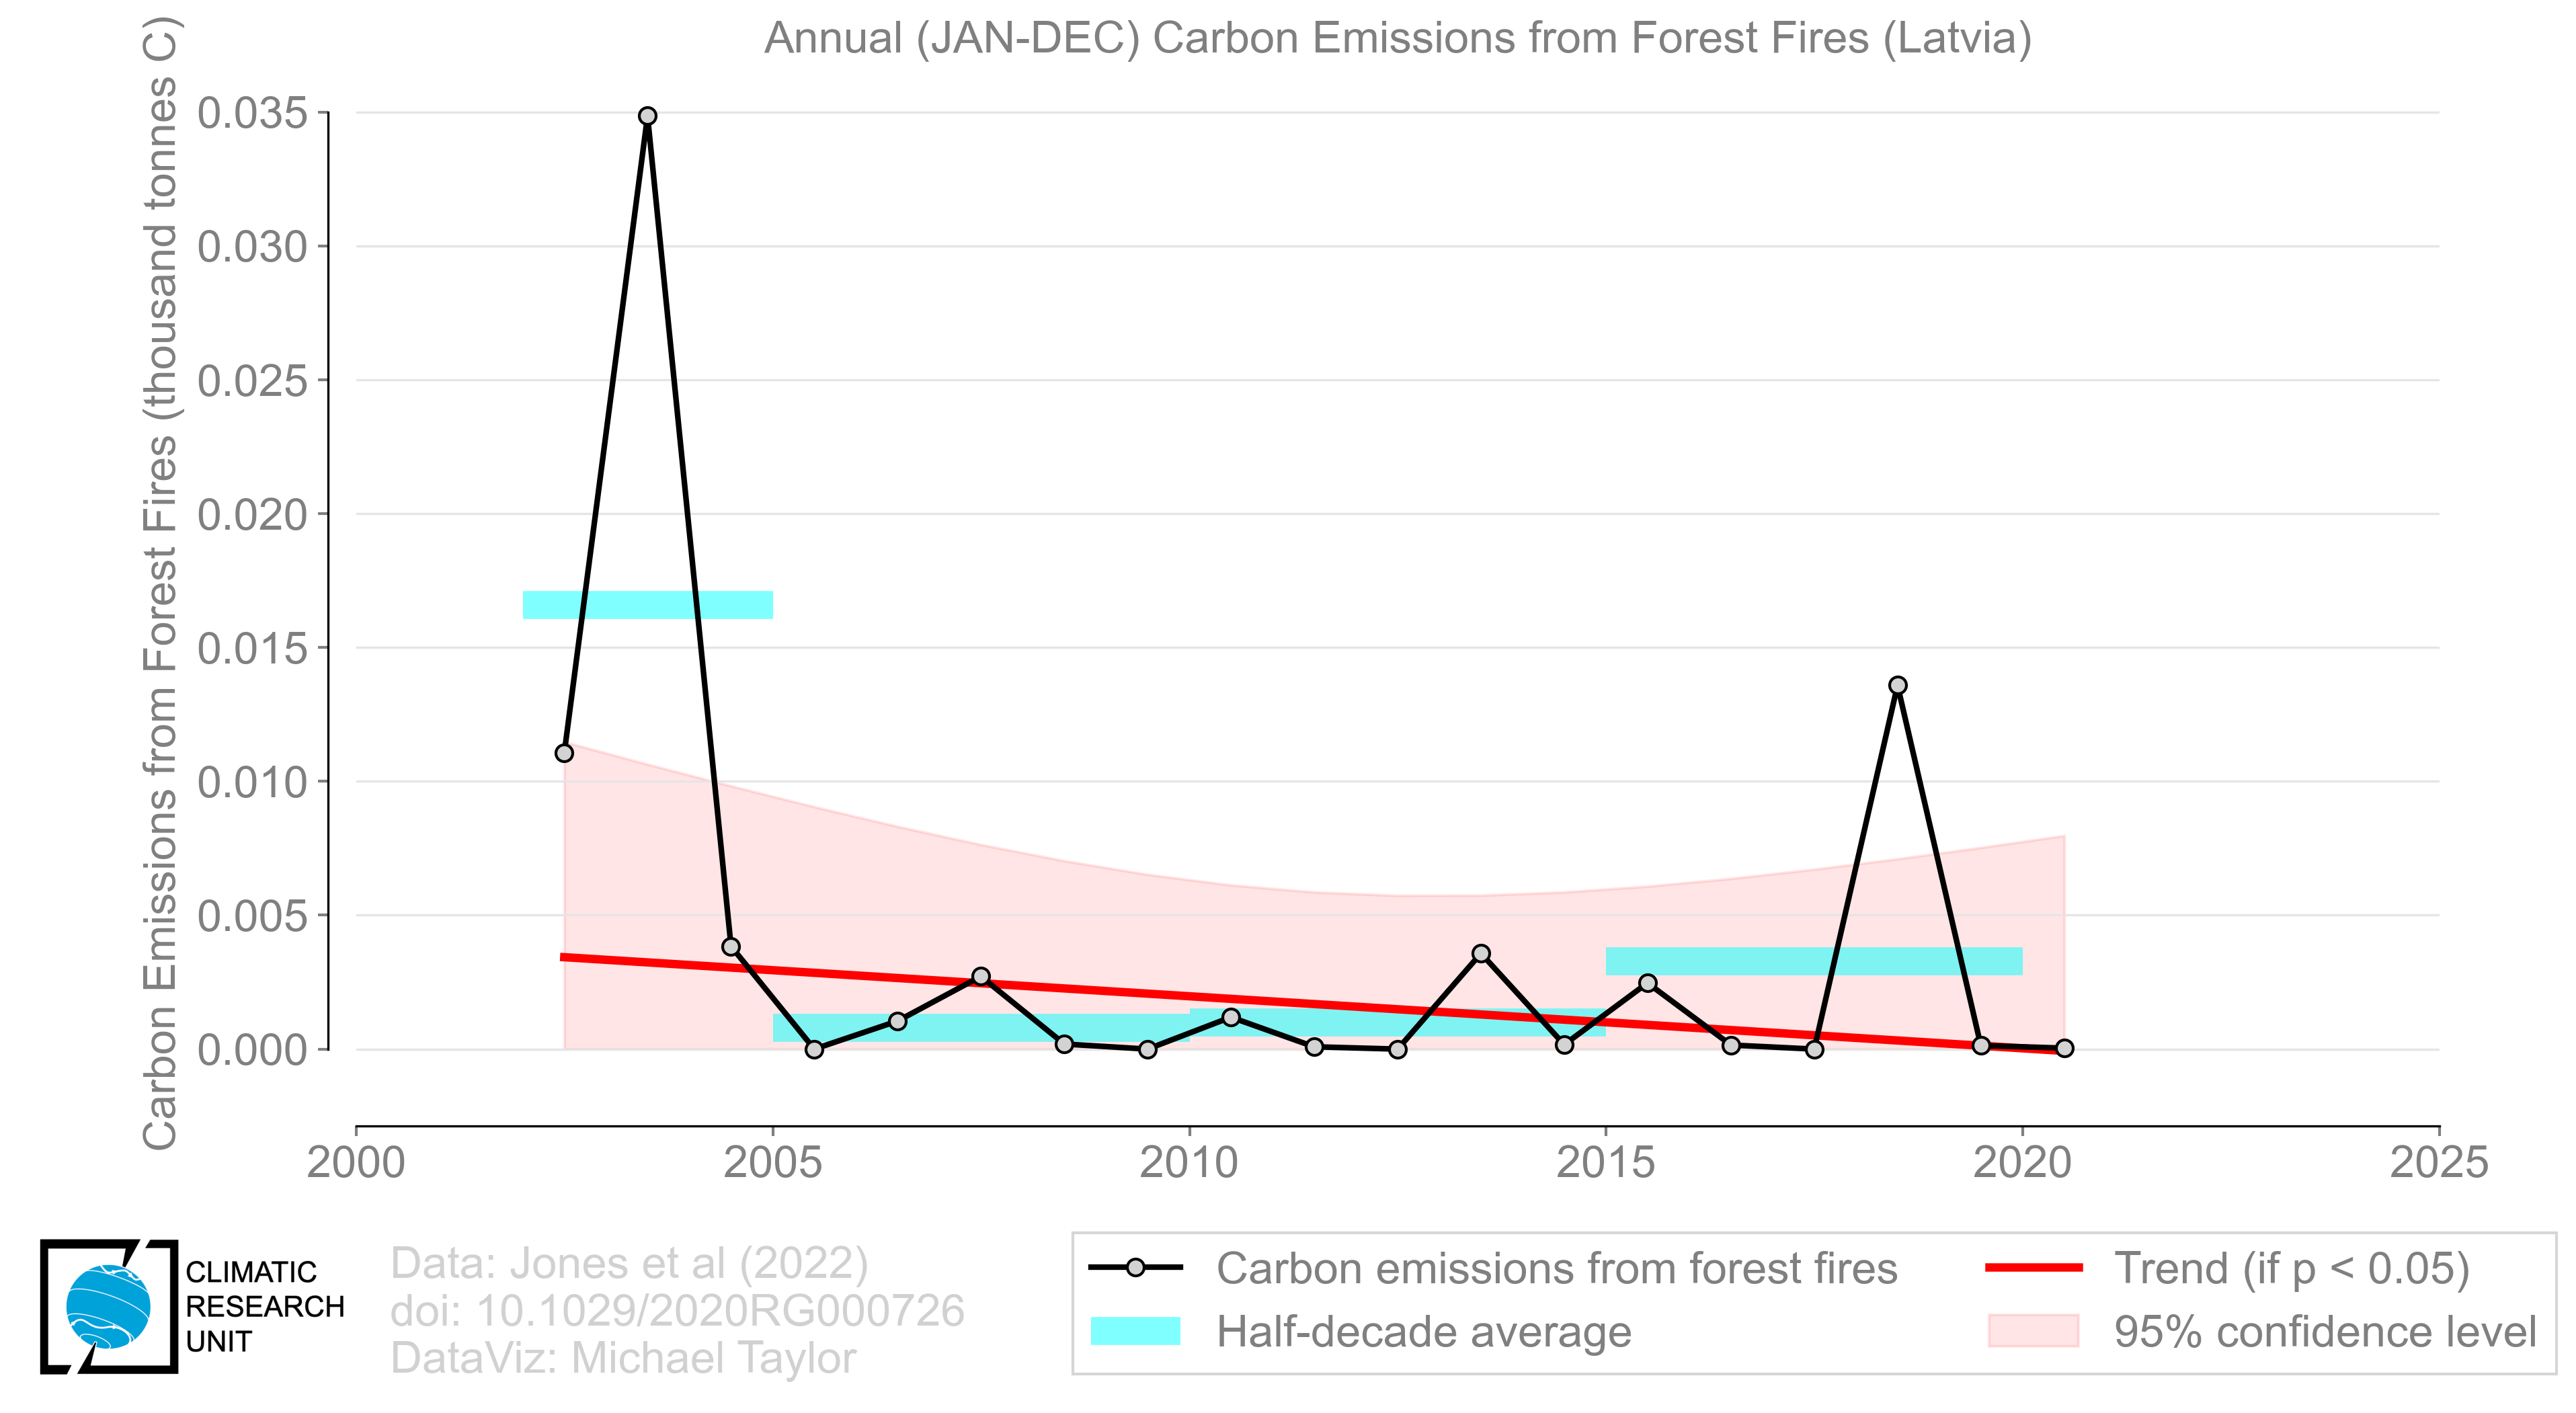 Annual (JAN-DEC) Carbon Emissions from Forest Fires (Latvia)
Carbon Emissions from Forest Fires (thousand tonnes C)
0.035
0.030
0.025
0.020
0.015
0.010
0.005
0.000
2000 2005 2010 2015 2020 2025
CLIMATIC
RESEARCH
UNIT
Data: Jones et al (2022)
doi: 10.1029/2020RG000726
DataViz: Michael Taylor
Carbon emissions from forest fires
Half-decade average
Trend (if p < 0.05)
95% confidence level